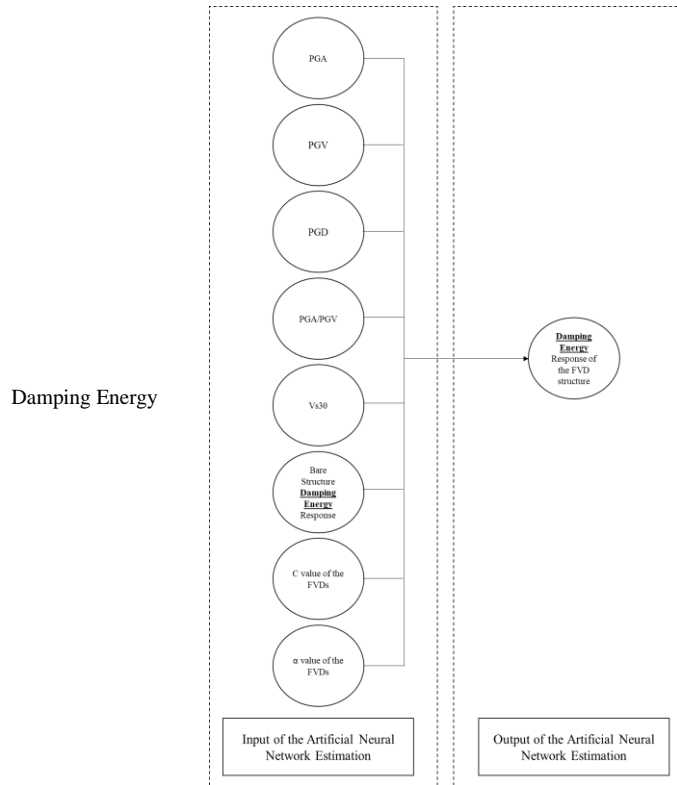 PGA
PGV
PGD
PGA/PGV
Vs30
Bare
Structure
Damping
Energy
Response
C value of the
FVDs
α value of the
FVDs
Damping Energy
Damping
Energy
Response of
the FVD
structure
Input of the Artificial Neural
Network Estimation
Output of the Artificial Neural
Network Estimation